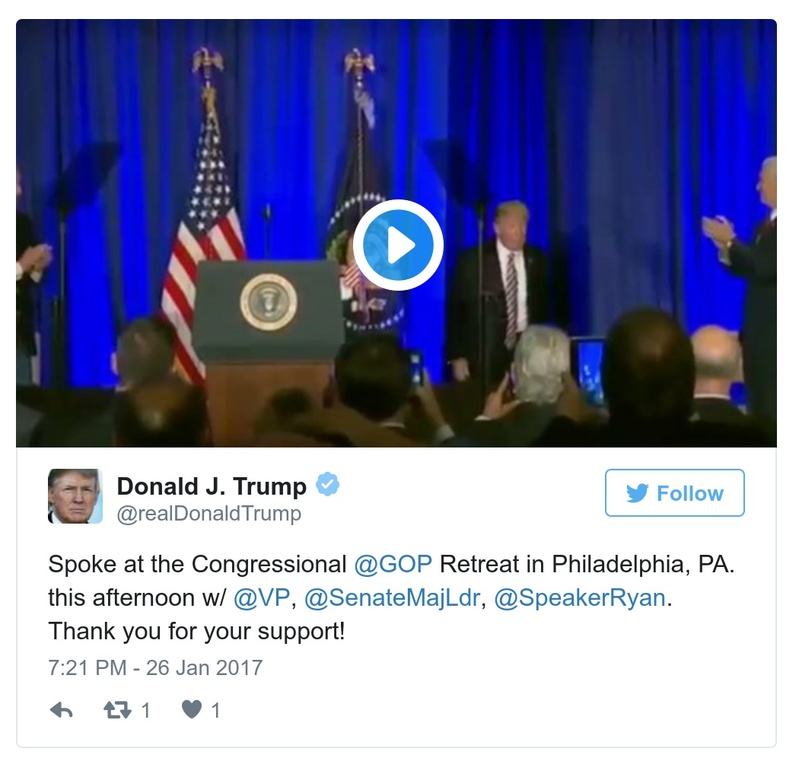 Donald J. Trump
@realDonaldTrump
Follow
Spoke at the Congressional @GOP Retreat in Philadelphia, PA.
this afternoon w/ @VP, @SenateMajLdr, @SpeakerRyan.
Thank you for your support!
7:21 PM - 26 Jan 2017
1
1